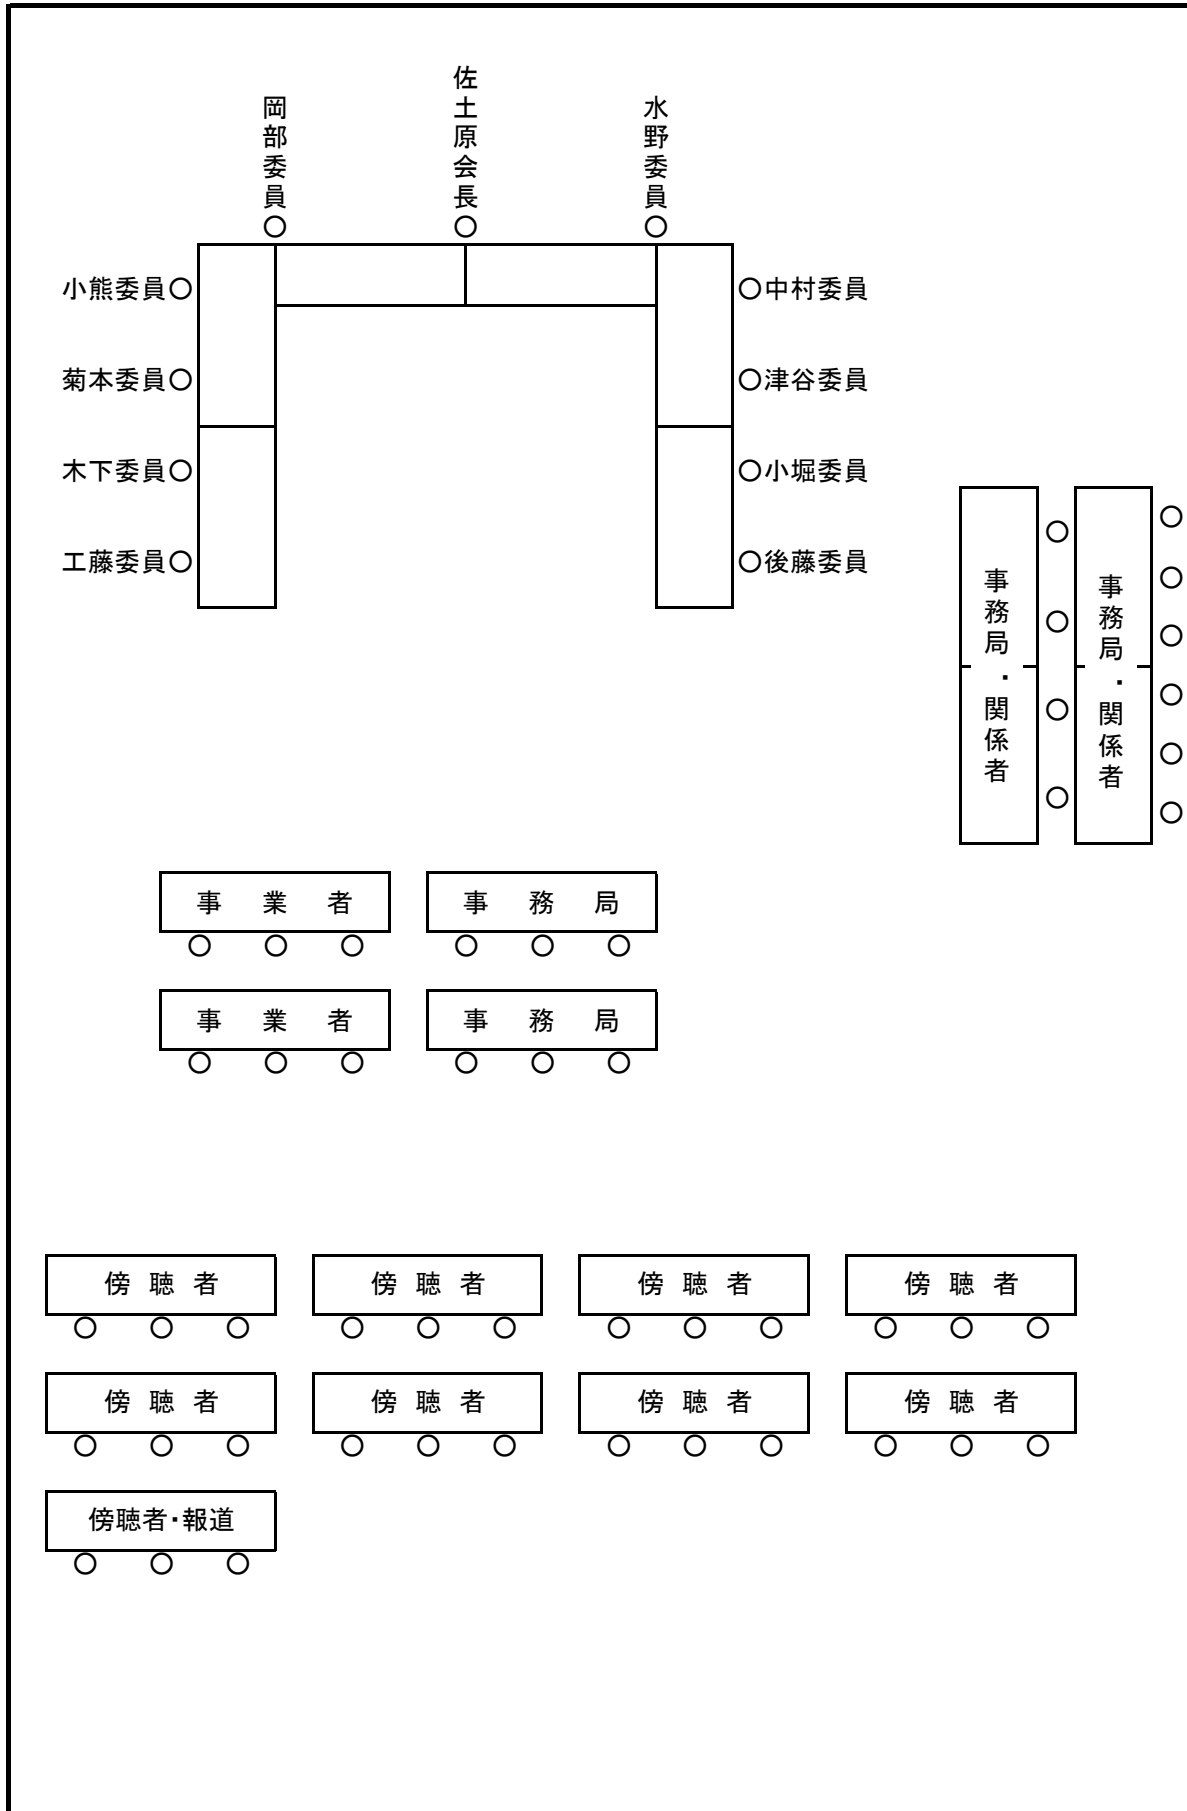 岡部委員
佐土原会長
水野委員
小熊委員
中村委員
菊本委員
津谷委員
木下委員
小堀委員
工藤委員
後藤委員
事務局・関係者
事務局・関係者
事業者
事務局
事業者
事務局
傍聴者
傍聴者
傍聴者
傍聴者
傍聴者
傍聴者
傍聴者
傍聴者
傍聴者・報道